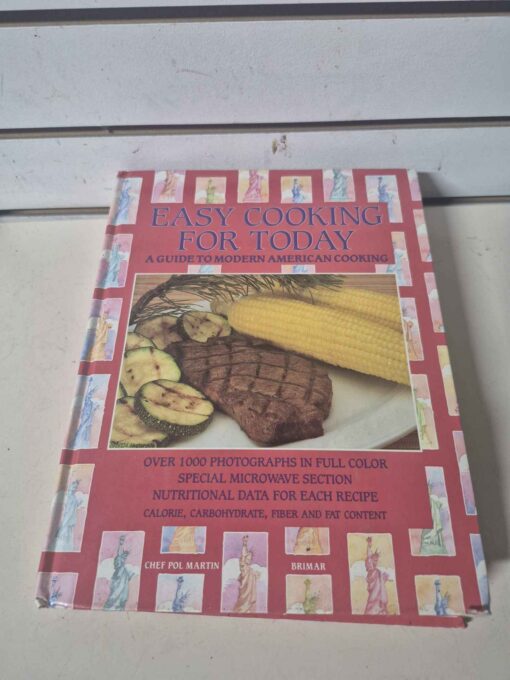 EASY COOKING
FOR TODAY
A GUIDE TO MODERN AMERICAN COOKING
OVER 1000 PHOTOGRAPHS IN FULL COLOR
SPECIAL MICROWAVE SECTION
NUTRITIONAL DATA FOR EACH RECIPE
CALORIE, CARBOHYDRATE, FIBER AND FAT CONTENT
CHEF POL MARTIN
BRIMAR